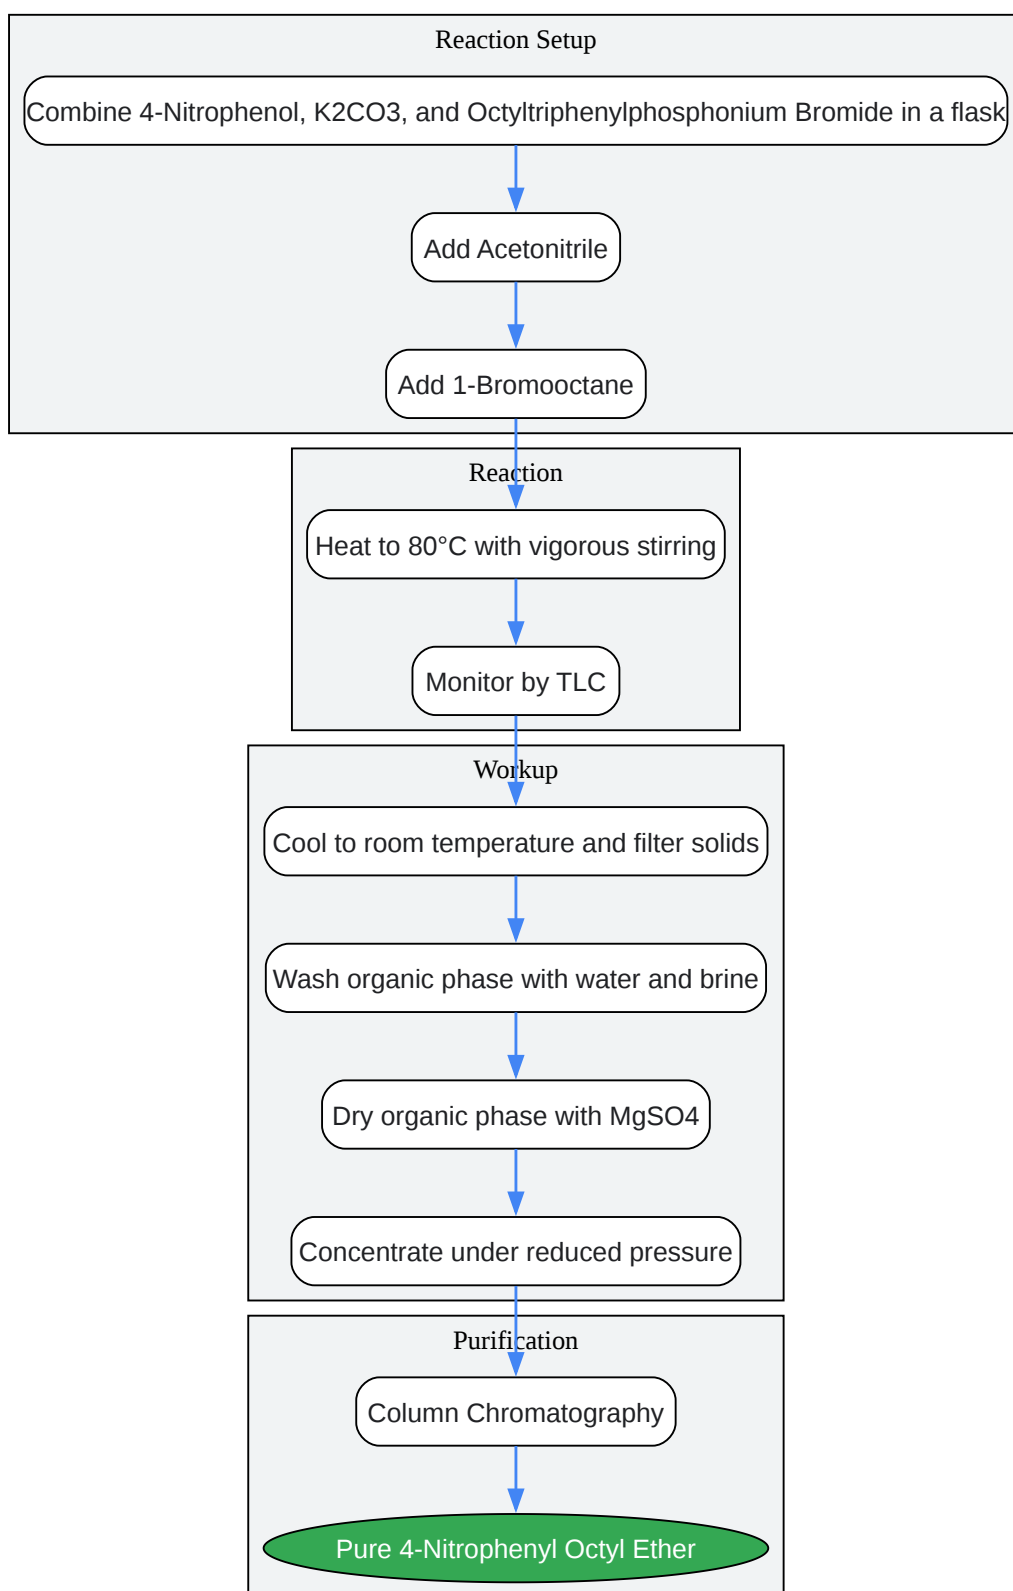 Reaction Setup
Combine 4-Nitrophenol, K2CO3, and Octyltriphenylphosphonium Bromide in a flask
Add Acetonitrile
Add 1-Bromooctane
Reaction
Heat to 80°C with vigorous stirring
Monitor by TLC
Workup
Cool to room temperature and filter solids
Wash organic phase with water and brine
Dry organic phase with MgSO4
Concentrate under reduced pressure
Purification
Column Chromatography
Pure 4-Nitrophenyl Octyl Ether